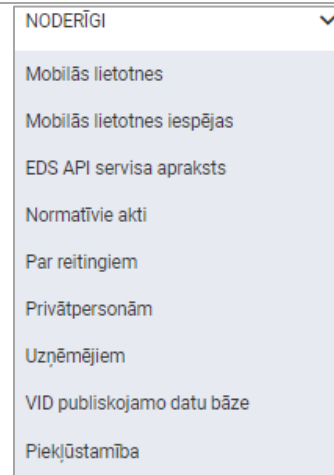 NODERĪGI
Mobilās lietotnes
Mobilās lietotnes iespējas
EDS API servisa apraksts
Normatīvie akti
Par reitingiem
Privātpersonām
Uzņēmējiem
VID publiskojamo datu bāze
Piekļūstamība